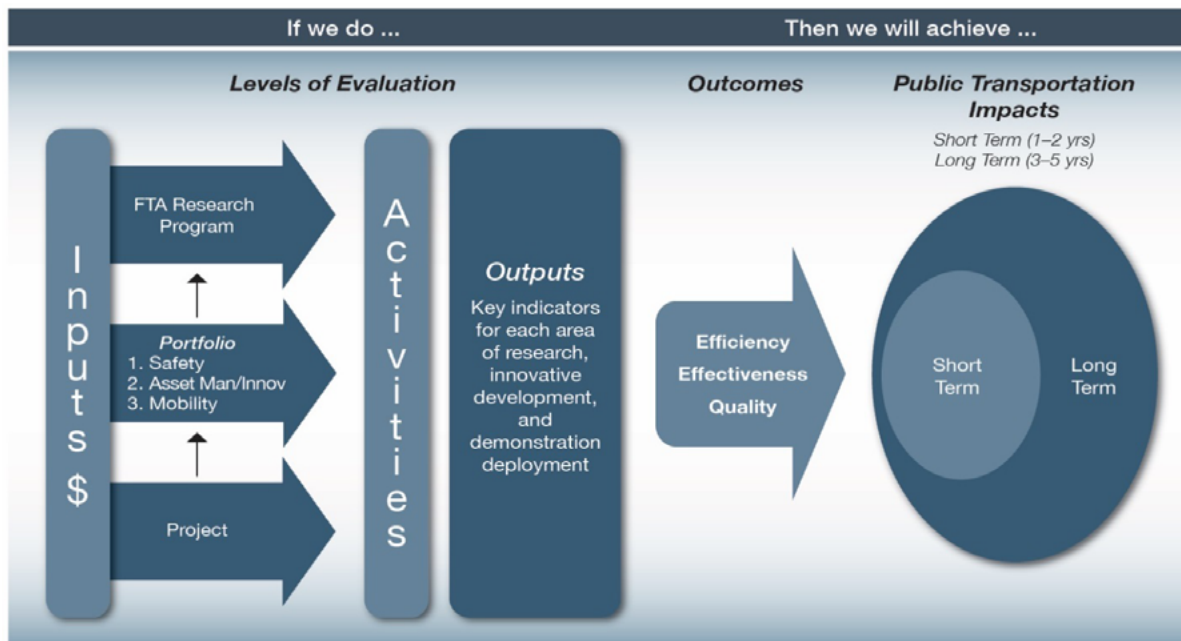 If we do ...
Then we will achieve ...
Levels of Evaluation
Outcomes
Public Transportation
Impacts
Short Term (1–2 yrs)
Long Term (3–5 yrs)
Inputs $
FTA Research
Program
Portfolio
1. Safety
2. Asset Man/Innov
3. Mobility
Project
Activities
Outputs
Key indicators
for each area
of research,
innovative
development,
and
demonstration
deployment
Efficiency
Effectiveness
Quality
Short
Term
Long
Term